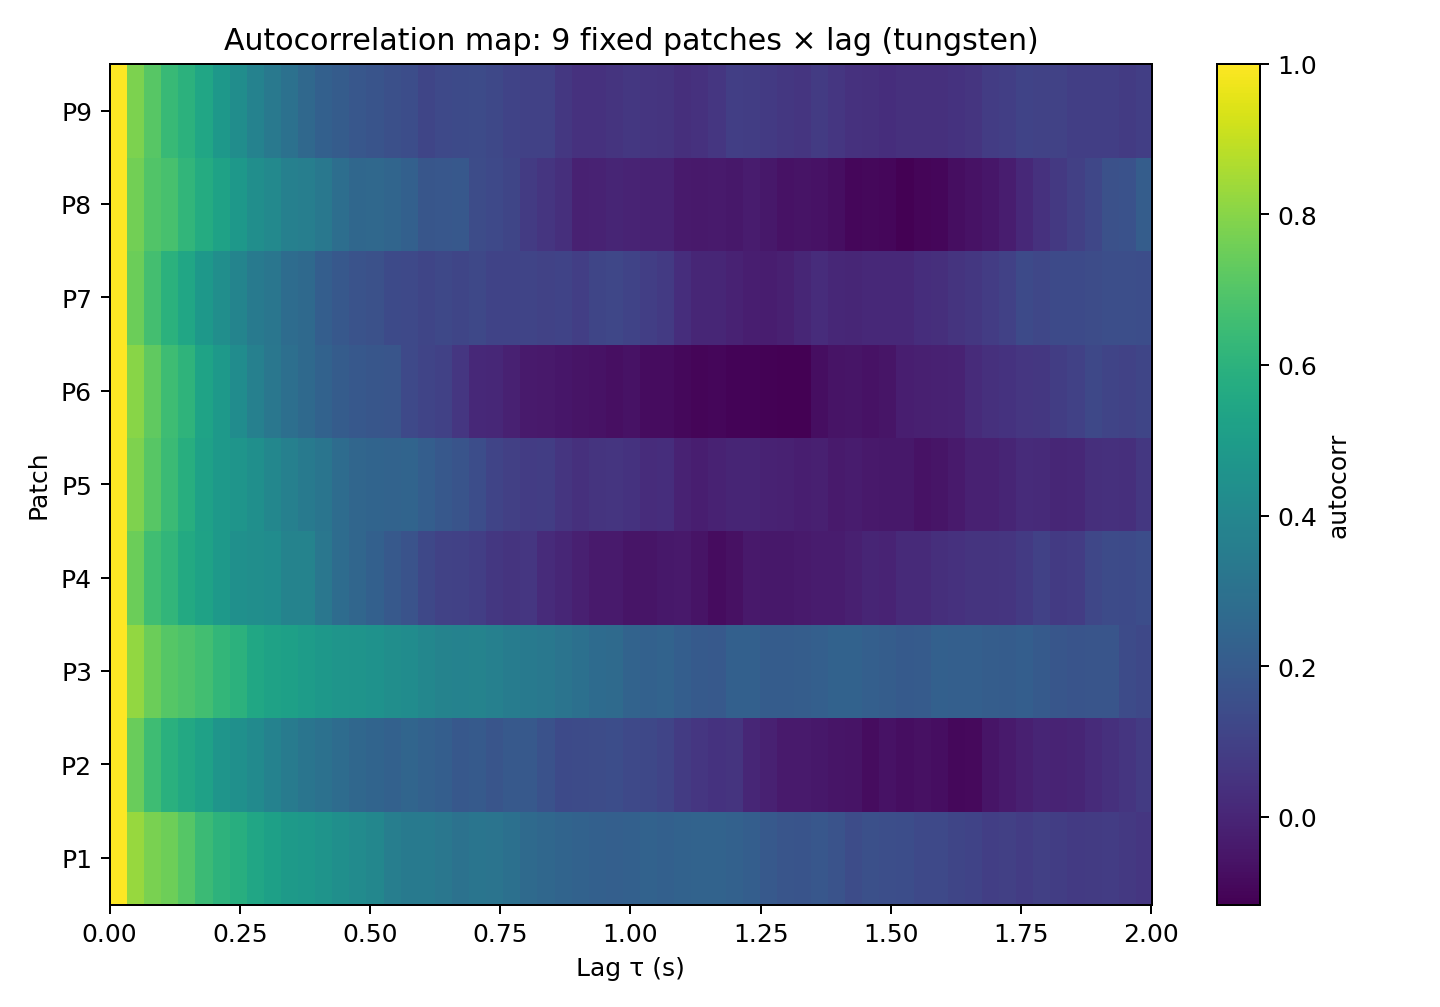 Autocorrelation map: 9 fixed patches × lag (tungsten)
P9
P8
P7
P6
P5
P4
P3
P2
P1
Patch
0.00 0.25 0.50 0.75 1.00 1.25 1.50 1.75 2.00
Lag τ (s)
1.0
0.8
0.6
0.4
0.2
0.0
autocorr